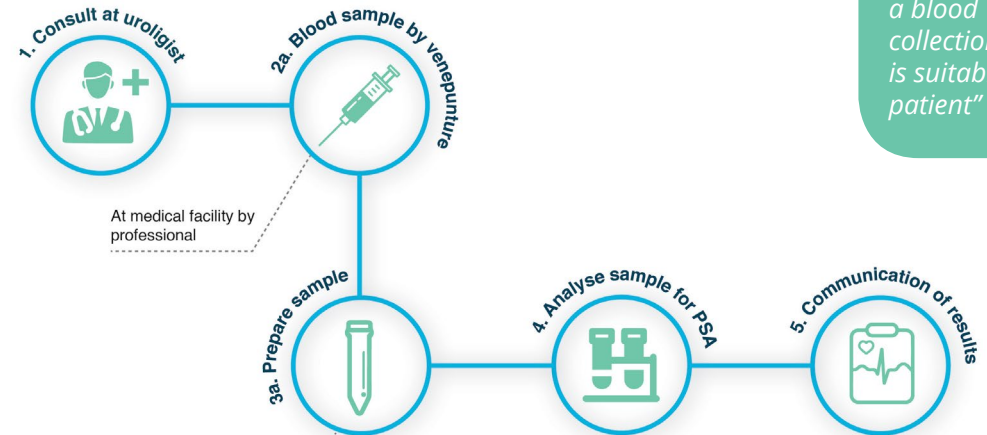 1. Consult at uroligist
2a. Blood sample by venepunture
a blood
collection
is suitab
patient”
At medical facility by
professional
3a. Prepare sample
4. Analyse sample for PSA
5. Communication of results